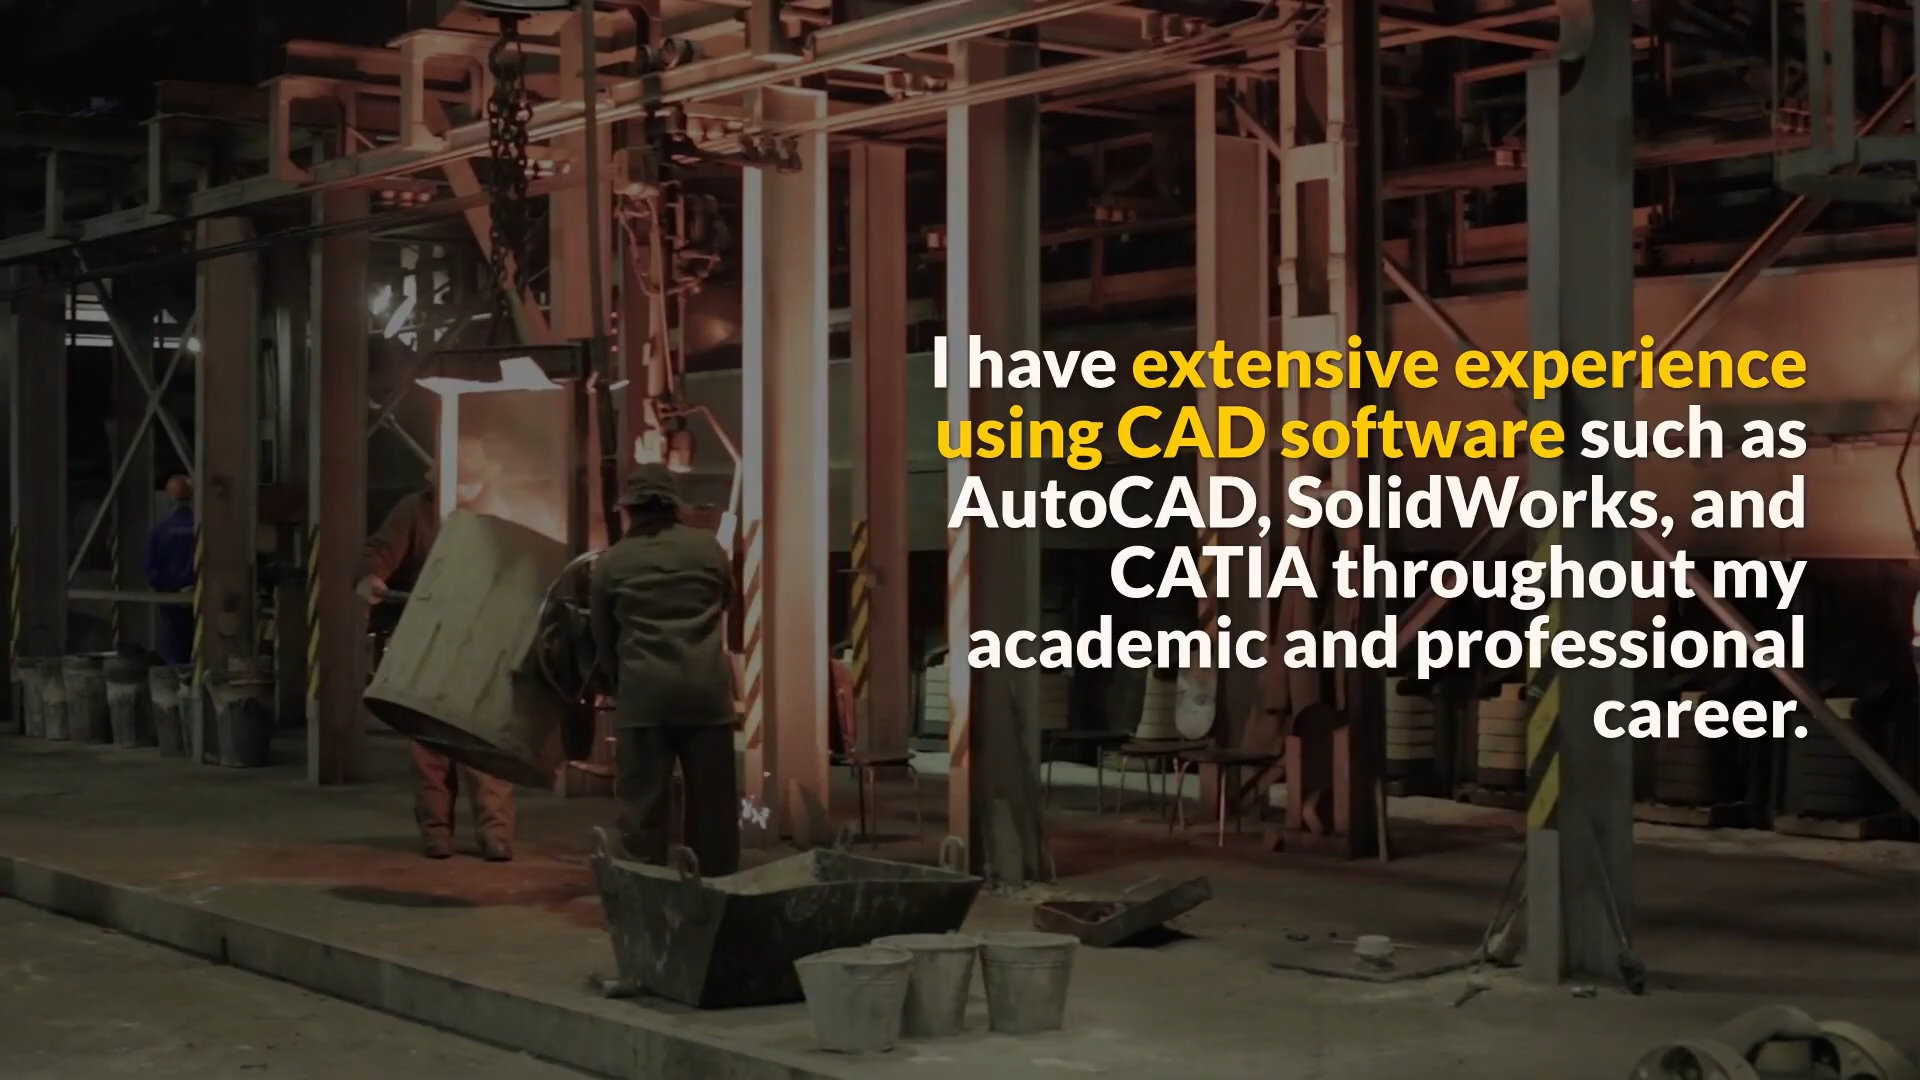 I have extensive experience
using CAD software such as
AutoCAD, SolidWorks, and
CATIA throughout my
academic and professional
career.